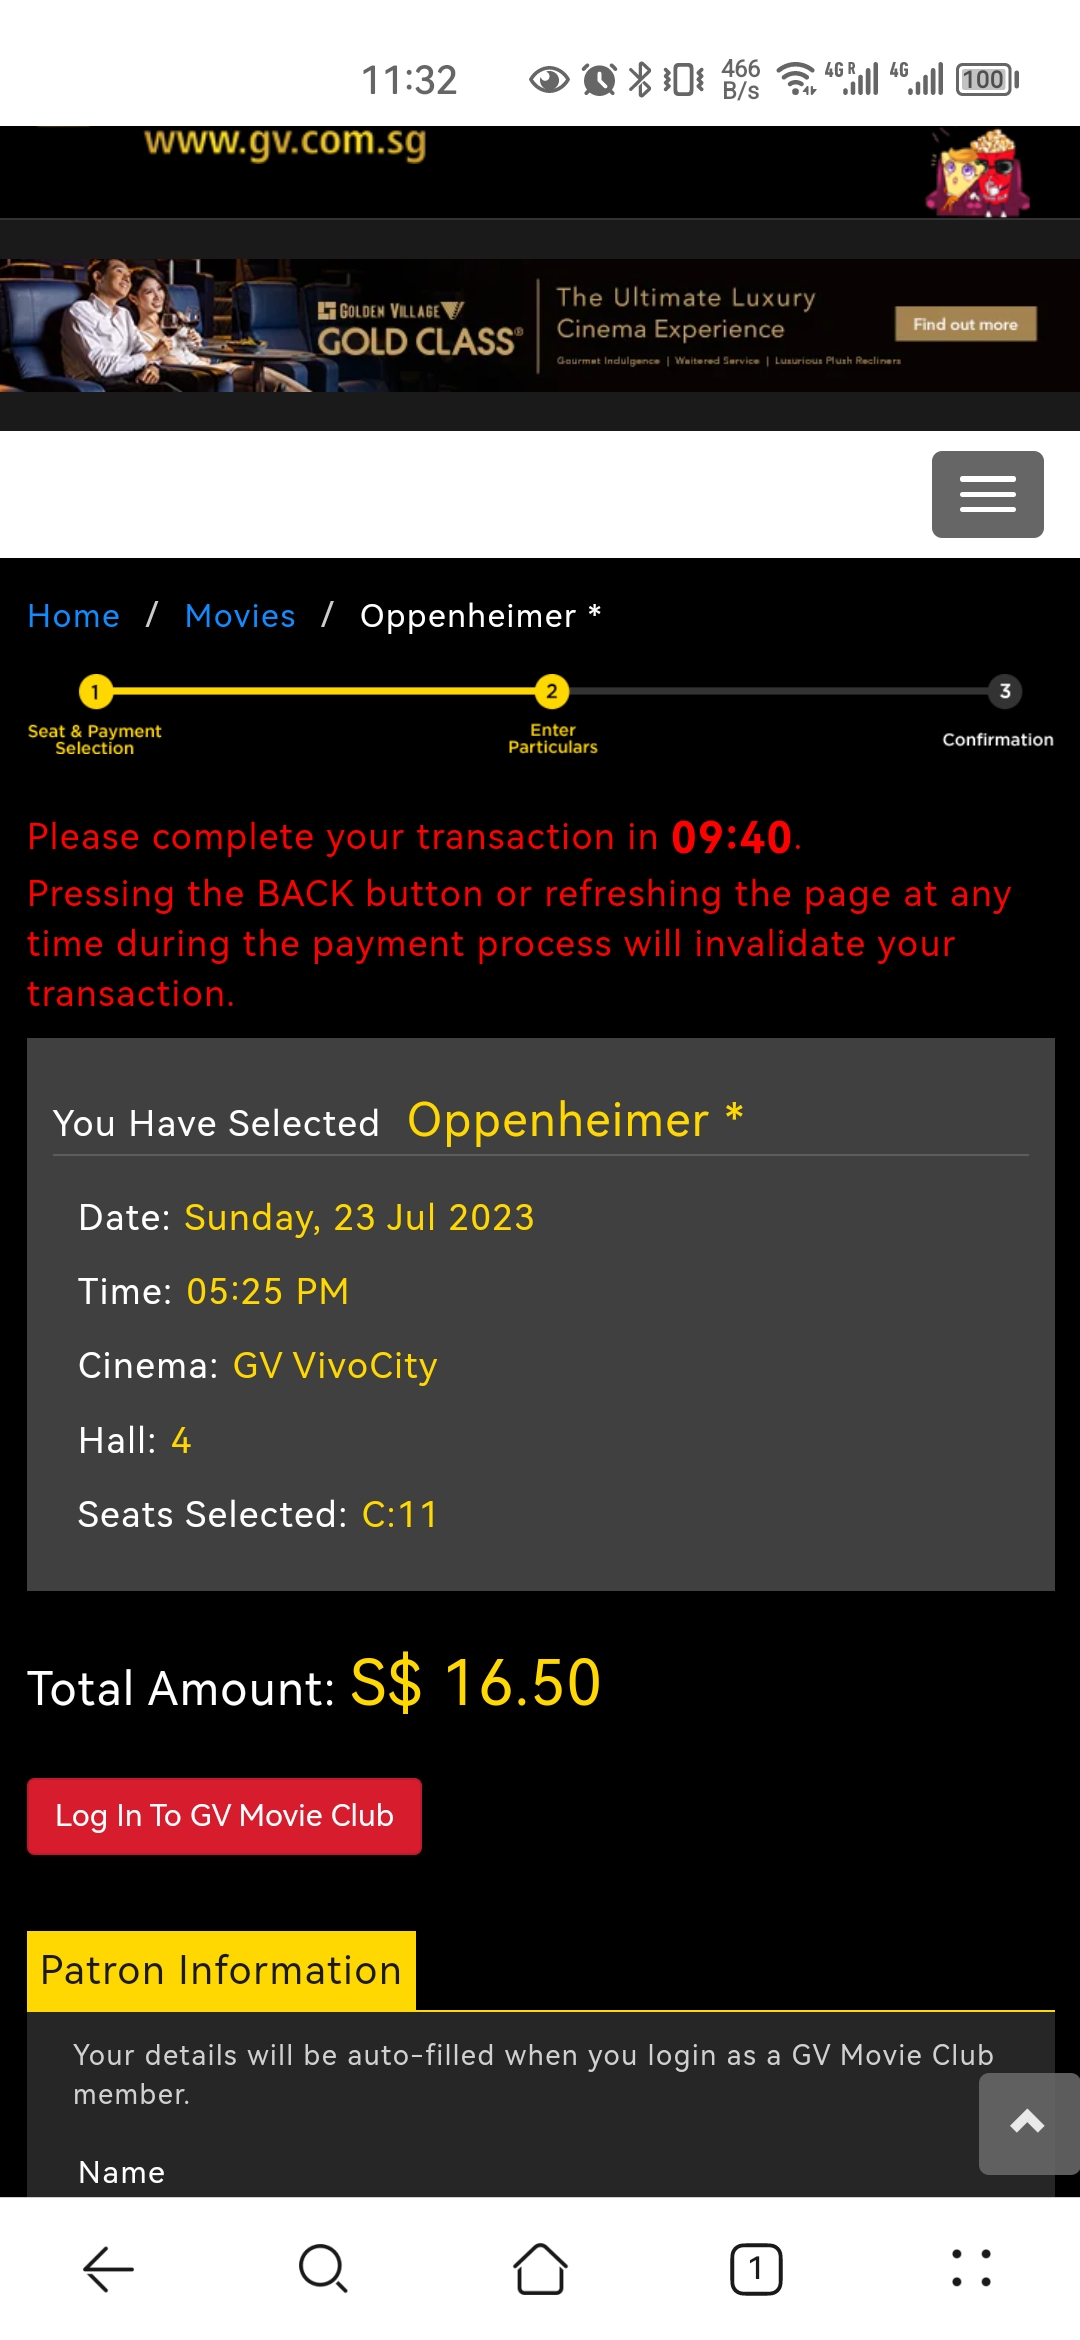 11:32
466
B/s
4G R
4G
100
www.gv.com.sg
GOLDEN VILLAGE
GOLD CLASS®
The Ultimate Luxury
Cinema Experience
Gourmet Indulgence | Waitered Service | Luxurious Plush Recliners
Find out more
Home / Movies / Oppenheimer *
1
2
3
Seat & Payment
Selection
Enter
Particulars
Confirmation
Please complete your transaction in 09:40.
Pressing the BACK button or refreshing the page at any
time during the payment process will invalidate your
transaction.
You Have Selected Oppenheimer *
Date: Sunday, 23 Jul 2023
Time: 05:25 PM
Cinema: GV VivoCity
Hall: 4
Seats Selected: C:11
Total Amount: S$ 16.50
Log In To GV Movie Club
Patron Information
Your details will be auto-filled when you login as a GV Movie Club
member.
Name
1